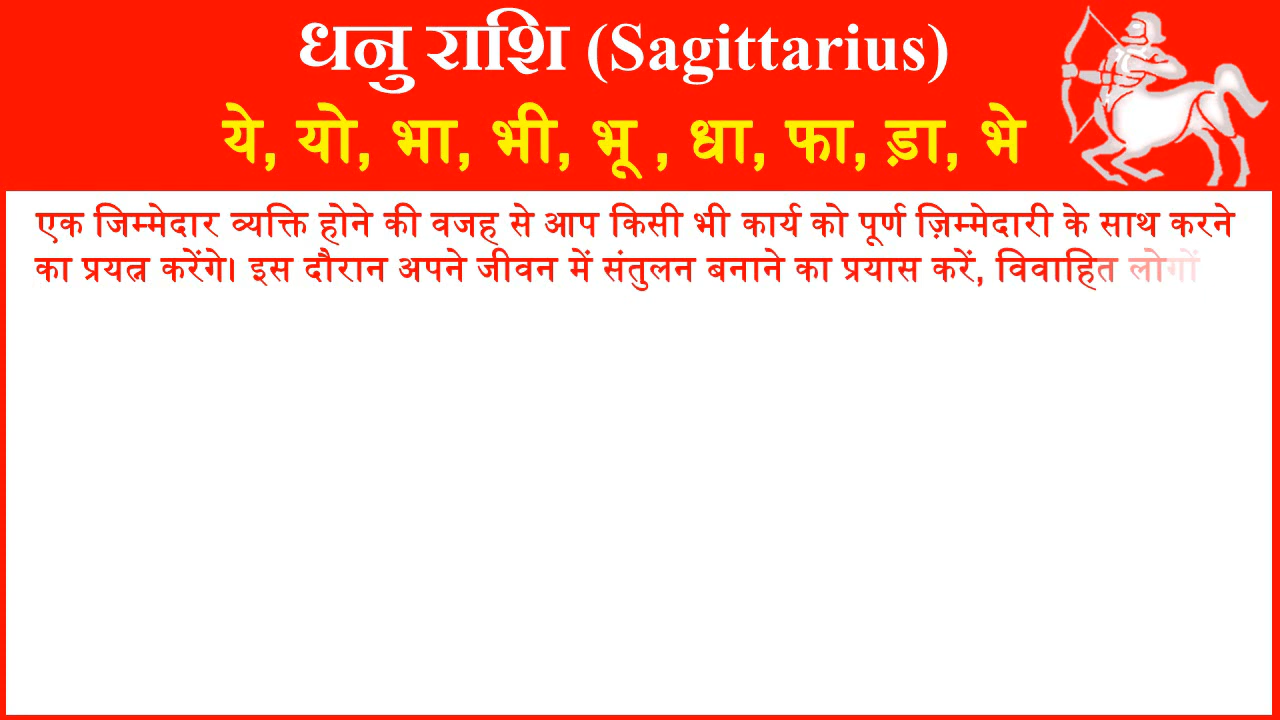 धनु राशि (Sagittarius)
ये, यो, भा, भी, भू , धा, फा, ड़ा, भे
एक जिम्मेदार व्यक्ति होने की वजह से आप किसी भी कार्य को पूर्ण ज़िम्मेदारी के साथ करने
का प्रयत्न करेंगे। इस दौरान अपने जीवन में संतुलन बनाने का प्रयास करें, विवाहित लोगों